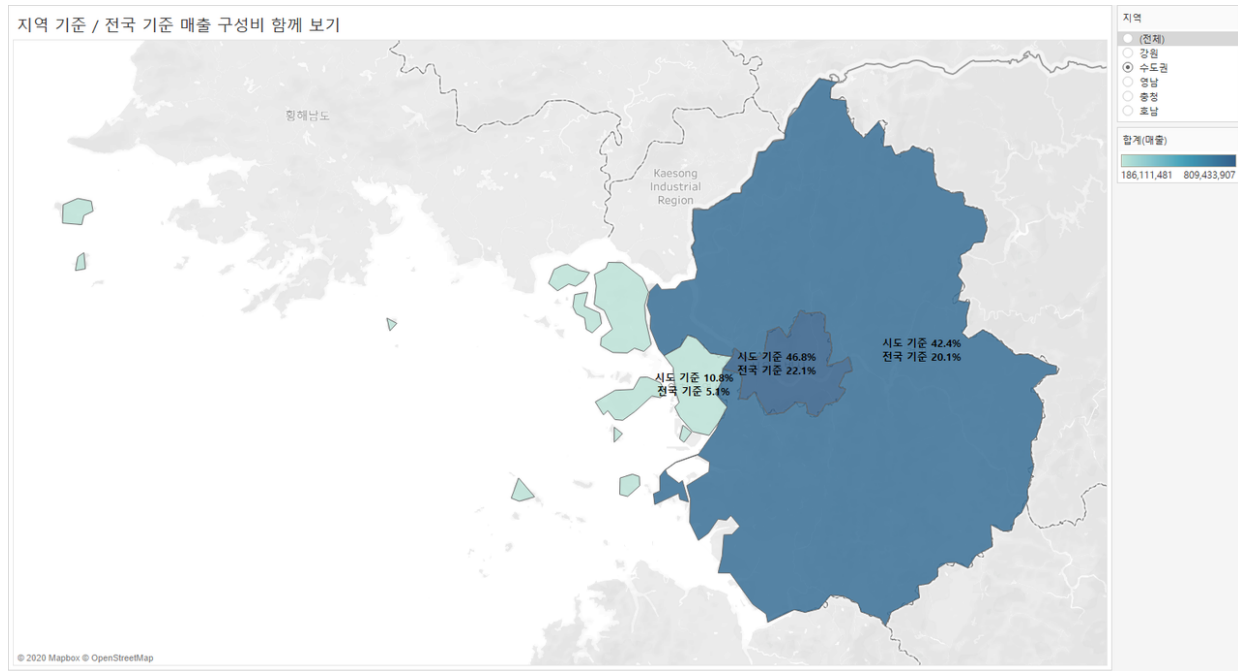 지역 기준 / 전국 기준 매출 구성비 함께 보기
황해남도
Kaesong
Industrial
Region
시도 기준 42.4%
전국 기준 20.1%
시도 기준 46.8%
전국 기준 22.1%
시도 기준 10.8%
전국 기준 5.1%
© 2020 Mapbox © OpenStreetMap
지역
(전체)
강원
수도권
영남
충청
호남
합계(매출)
186,111,481 809,433,907